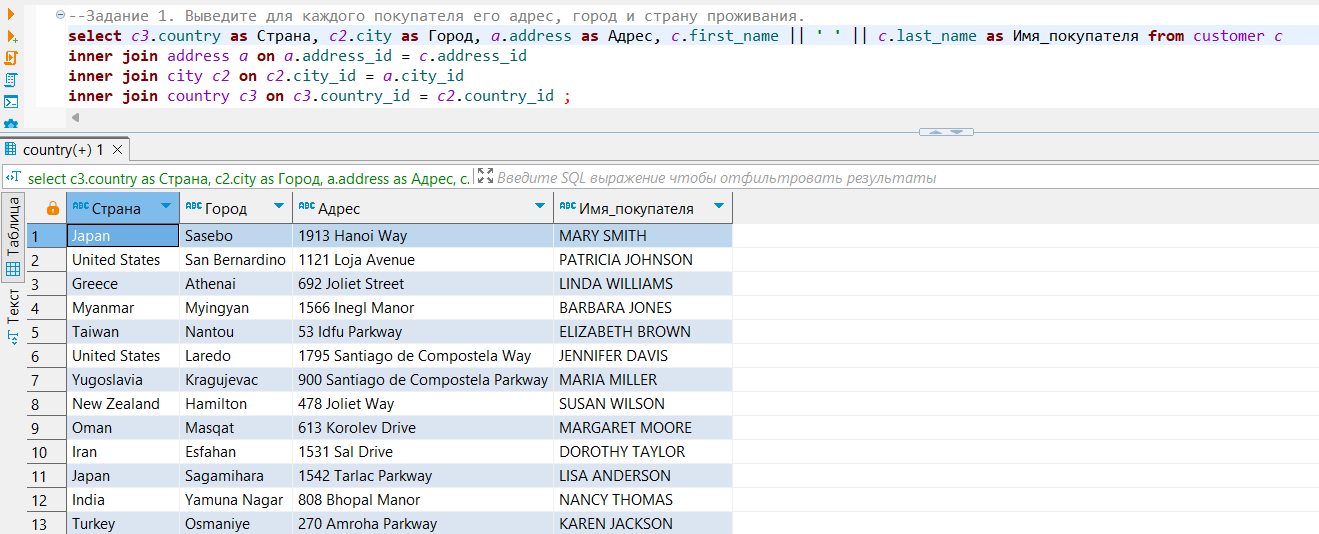 --Задание 1. Выведите для каждого покупателя его адрес, город и страну проживания.
select c3.country as Страна, c2.city as Город, a.address as Адрес, c.first_name || ' ' || c.last_name as Имя_покупателя from customer c
inner join address a on a.address_id = c.address_id
inner join city c2 on c2.city_id = a.city_id
inner join country c3 on c3.country_id = c2.country_id ;
country(+) 1
select c3.country as Страна, c2.city as Город, a.address as Адрес, c. Введите SQL выражение чтобы отфильтровать результаты
Таблица
Текст
ABC Страна ABC Город ABC Адрес ABC Имя_покупателя
1 Japan Sasebo 1913 Hanoi Way MARY SMITH
2 United States San Bernardino 1121 Loja Avenue PATRICIA JOHNSON
3 Greece Athenai 692 Joliet Street LINDA WILLIAMS
4 Myanmar Myingyan 1566 Inegl Manor BARBARA JONES
5 Taiwan Nantou 53 Idfu Parkway ELIZABETH BROWN
6 United States Laredo 1795 Santiago de Compostela Way JENNIFER DAVIS
7 Yugoslavia Kragujevac 900 Santiago de Compostela Parkway MARIA MILLER
8 New Zealand Hamilton 478 Joliet Way SUSAN WILSON
9 Oman Masqat 613 Korolev Drive MARGARET MOORE
10 Iran Esfahan 1531 Sal Drive DOROTHY TAYLOR
11 Japan Sagamihara 1542 Tarlac Parkway LISA ANDERSON
12 India Yamuna Nagar 808 Bhopal Manor NANCY THOMAS
13 Turkey Osmaniye 270 Amroha Parkway KAREN JACKSON